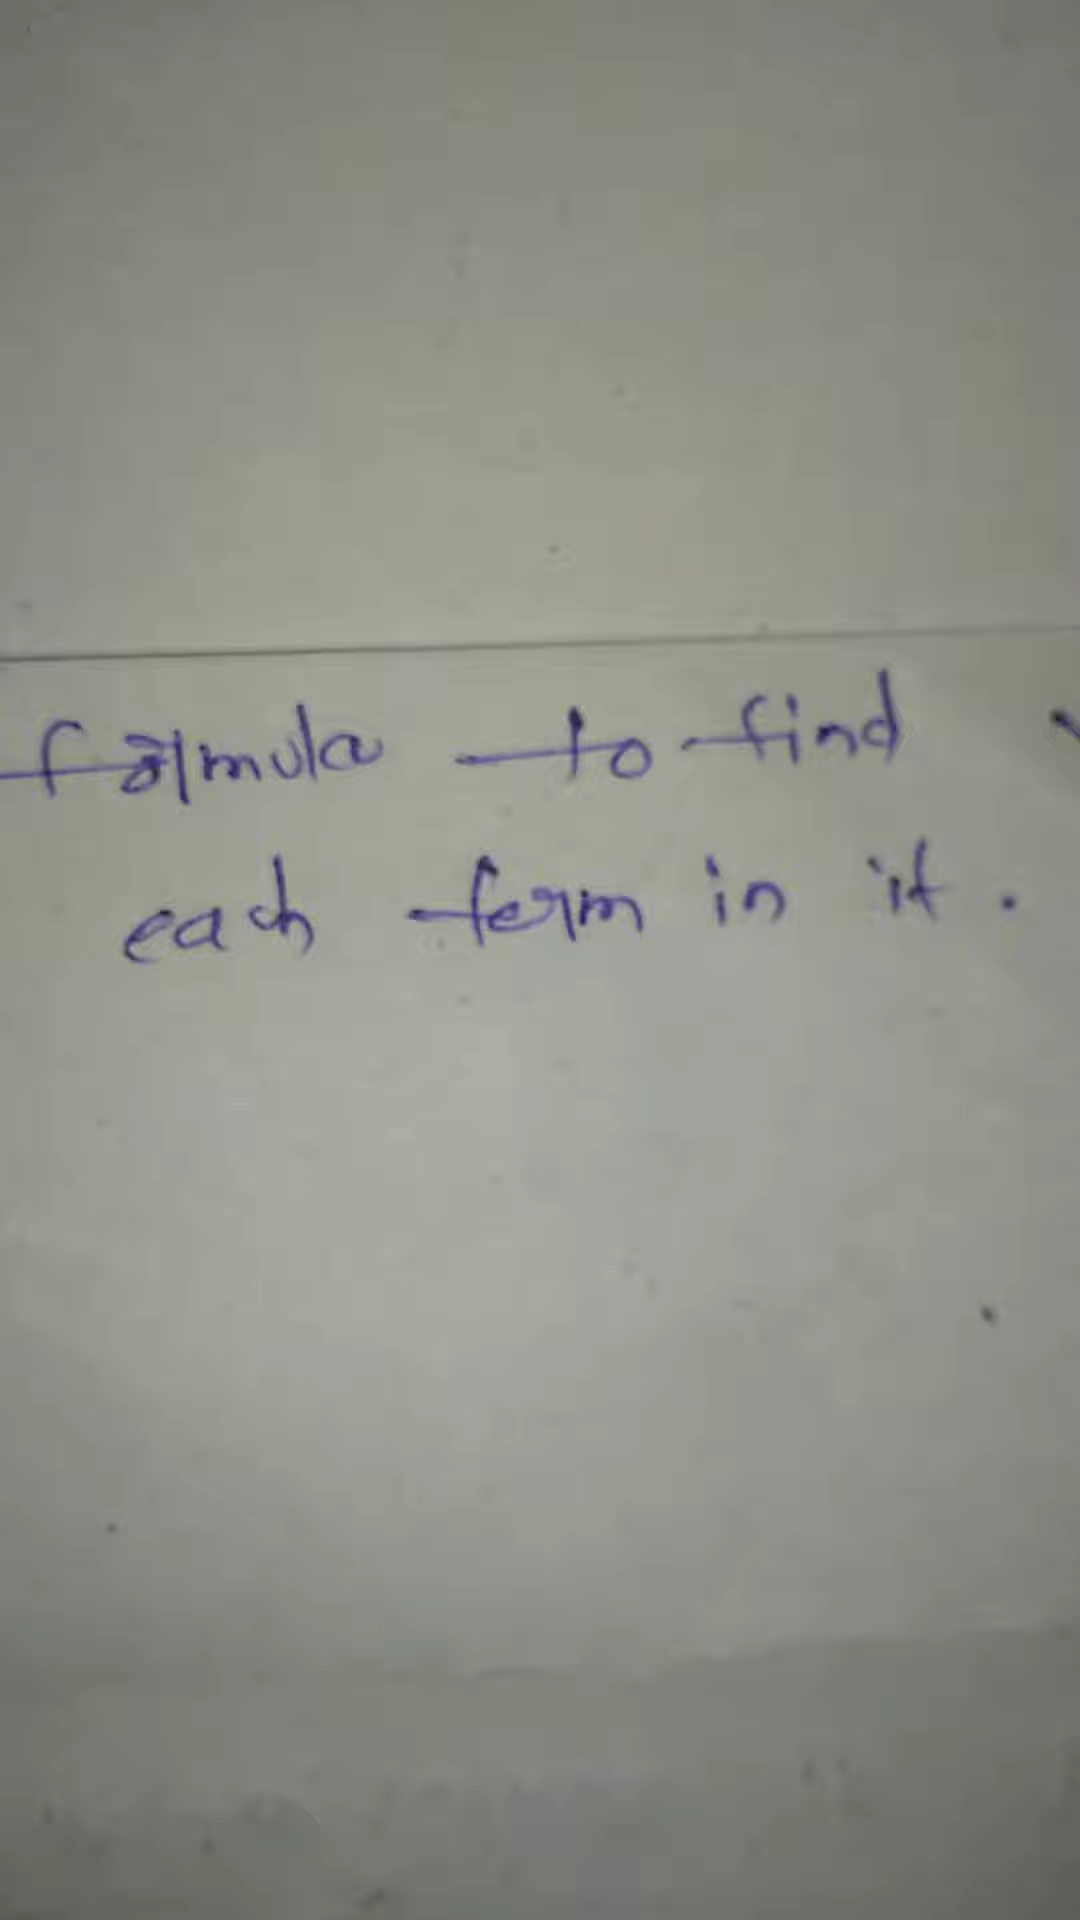 formula to find
each term in it.